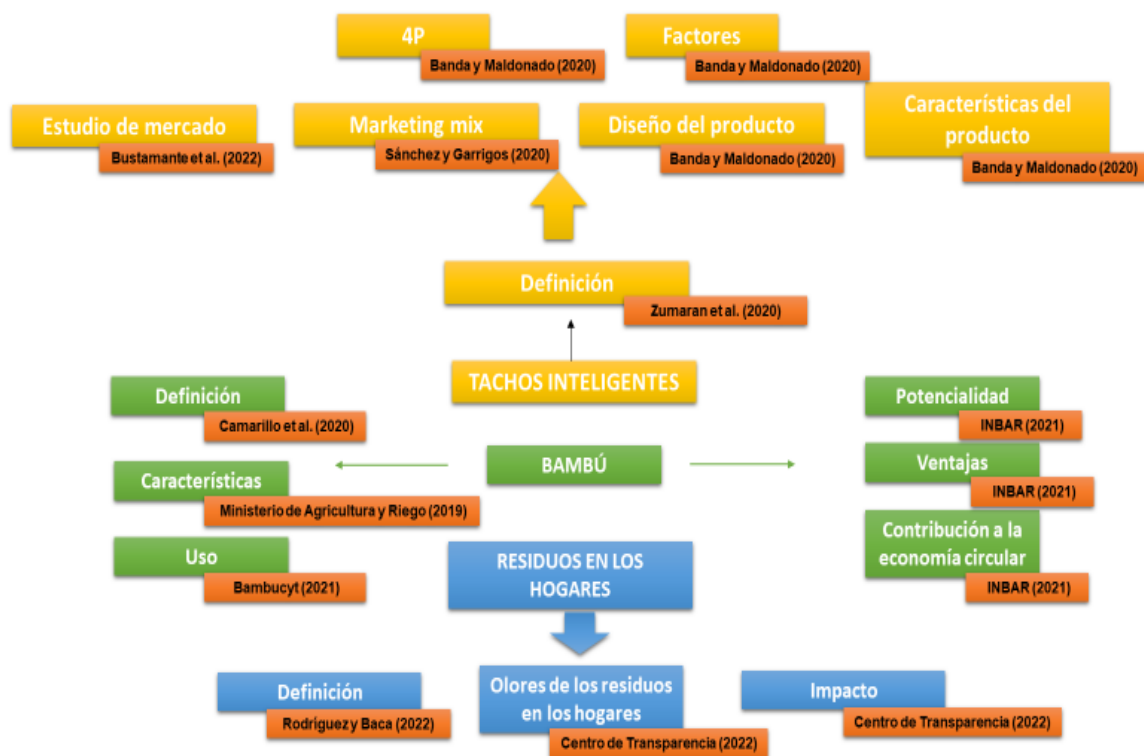 4P
Banda y Maldonado (2020)
Factores
Banda y Maldonado (2020)
Estudio de mercado
Bustamante et al. (2022)
Marketing mix
Sánchez y Garrigos (2020)
Diseño del producto
Banda y Maldonado (2020)
Características del
producto
Banda y Maldonado (2020)
Definición
Zumaran et al. (2020)
TACHOS INTELIGENTES
Definición
Camarillo et al. (2020)
Características
Ministerio de Agricultura y Riego (2019)
Uso
Bambucyt (2021)
BAMBÚ
Potencialidad
INBAR (2021)
Ventajas
INBAR (2021)
Contribución a la
economía circular
INBAR (2021)
RESIDUOS EN LOS
HOGARES
Definición
Rodríguez y Baca (2022)
Olores de los residuos
en los hogares
Centro de Transparencia (2022)
Impacto
Centro de Transparencia (2022)